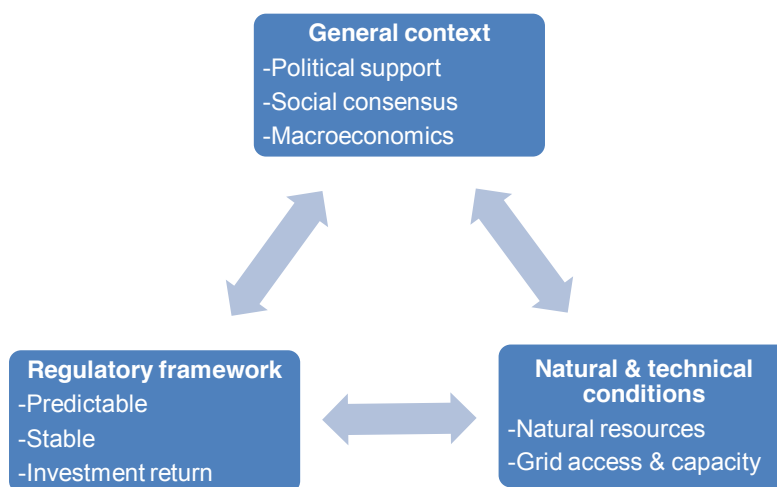 General context
-Political support
-Social consensus
-Macroeconomics
Regulatory framework
-Predictable
-Stable
-Investment return
Natural & technical
conditions
-Natural resources
-Grid access & capacity